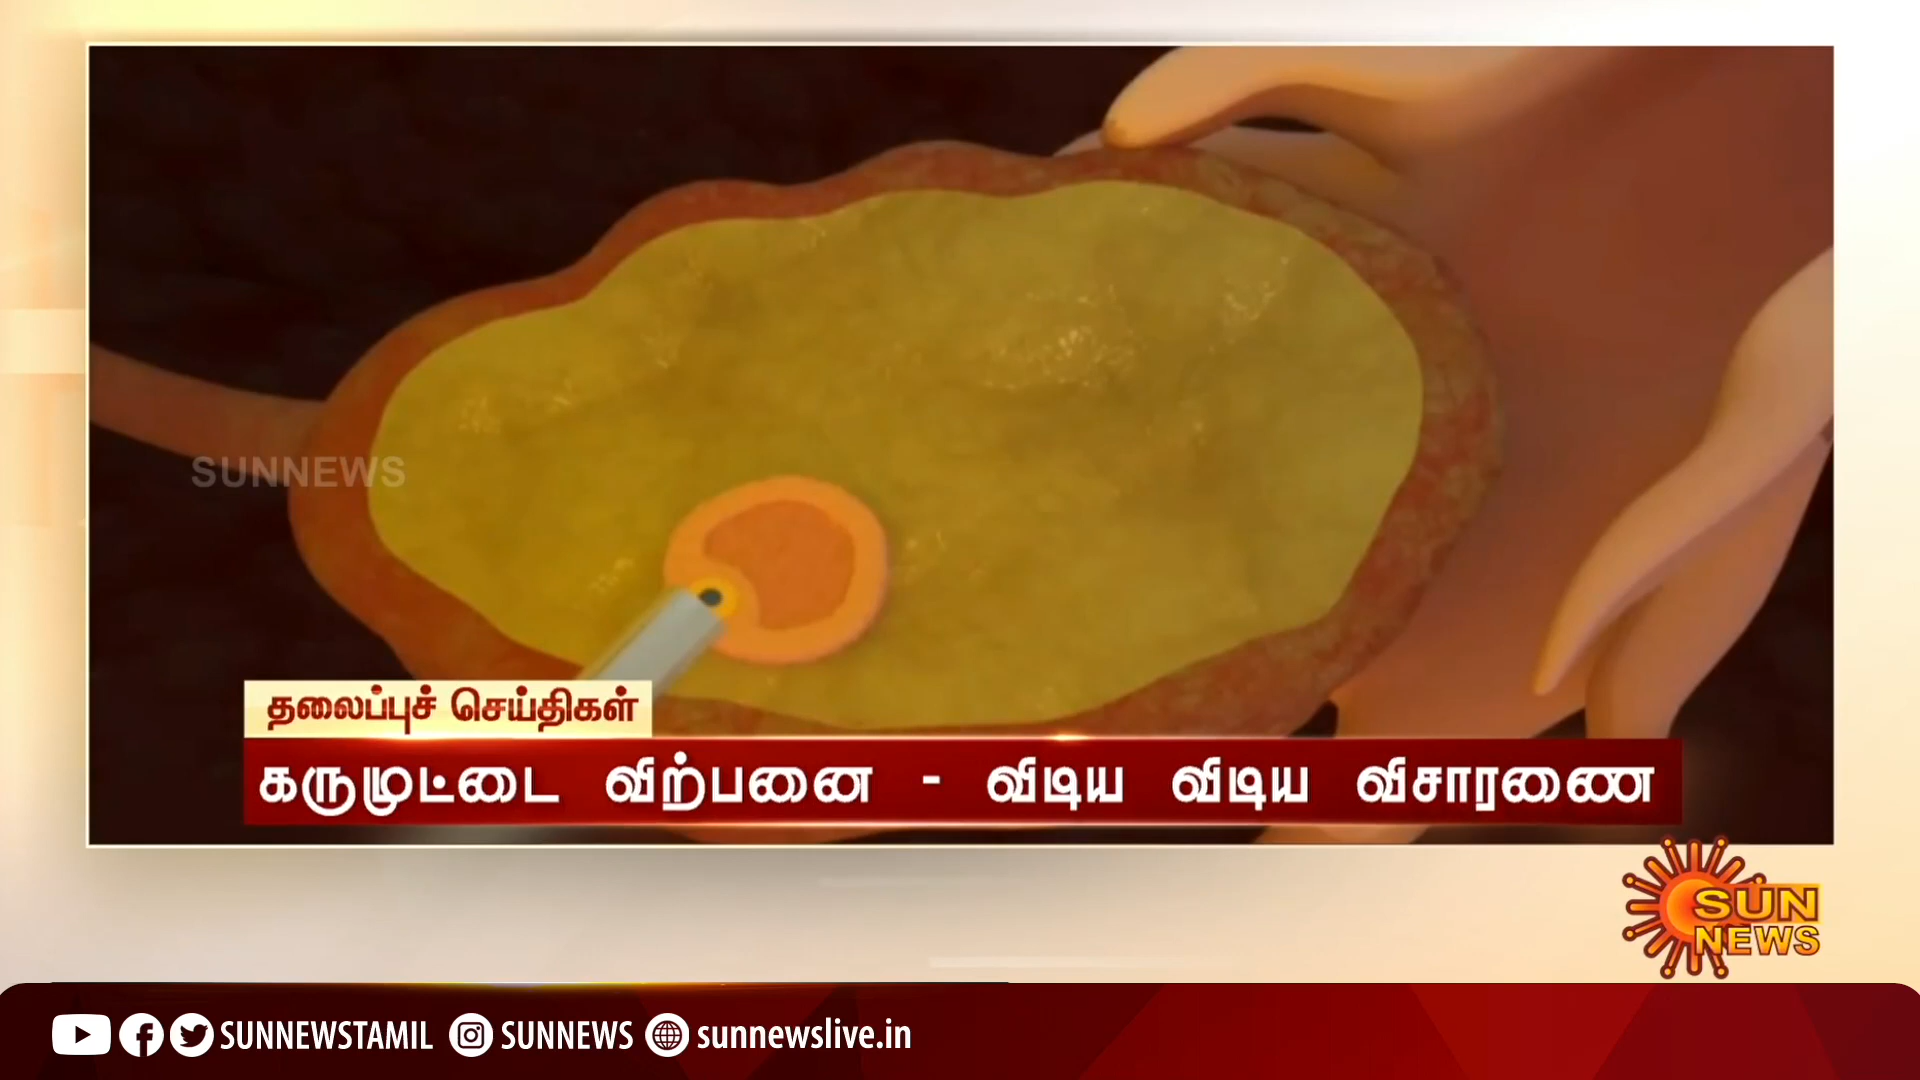 SUNNEWS
தலைப்புச் செய்திகள்
கருமுட்டை விற்பனை - விடிய விடிய விசாரணை
SUN
NEWS
SUNNEWSTAMIL SUNNEWS sunnewslive.in